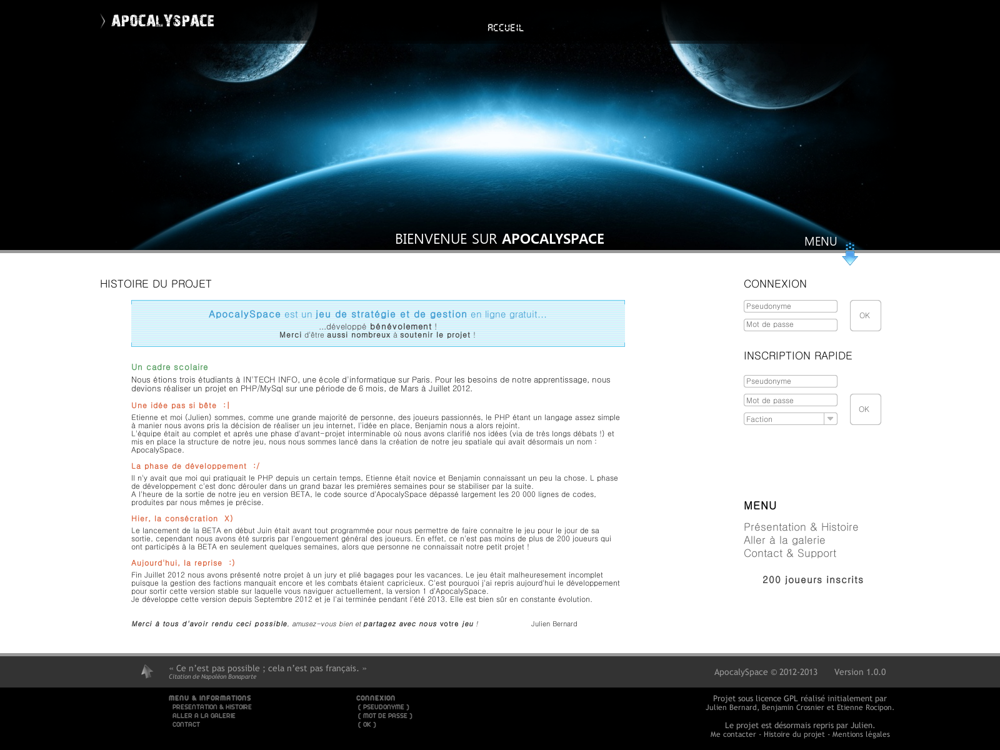 APOCALYSPACE
ACCUEIL
BIENVENUE SUR APOCALYSPACE
MENU
HISTOIRE DU PROJET
ApocalySpace est un jeu de stratégie et de gestion en ligne gratuit...
...développé bénévolement !
Merci d'être aussi nombreux à soutenir le projet !
Un cadre scolaire
Nous étions trois étudiants à IN'TECH INFO, une école d'informatique sur Paris. Pour les besoins de notre apprentissage, nous
devions réaliser un projet en PHP/MySql sur une période de 6 mois, de Mars à Juillet 2012.
Une idée pas si bête :|
Etienne et moi (Julien) sommes, comme une grande majorité de personne, des joueurs passionnés, le PHP étant un langage assez simple
à manier nous avons pris la décision de réaliser un jeu internet, l'idée en place, Benjamin nous a alors rejoint.
L'équipe était au complet et après une phase d'avant-projet interminable où nous avons clarifié nos idées (via de très longs débats !) et
mis en place la structure de notre jeu, nous nous sommes lancé dans la création de notre jeu spatiale qui avait désormais un nom :
ApocalySpace.
La phase de développement :/
Il n'y avait que moi qui pratiquait le PHP depuis un certain temps, Etienne était novice et Benjamin connaissant un peu la chose. L phase
de développement c'est donc dérouler dans un grand bazar les premières semaines pour se stabiliser par la suite.
A l'heure de la sortie de notre jeu en version BETA, le code source d'ApocalySpace dépassé largement les 20 000 lignes de codes,
produites par nous mêmes je précise.
Hier, la consécration X)
Le lancement de la BETA en début Juin était avant tout programmée pour nous permettre de faire connaitre le jeu pour le jour de sa
sortie, cependant nous avons été surpris par l'engouement général des joueurs. En effet, ce n'est pas moins de plus de 200 joueurs qui
ont participés à la BETA en seulement quelques semaines, alors que personne ne connaissait notre petit projet !
Aujourd'hui, la reprise :)
Fin Juillet 2012 nous avons présenté notre projet à un jury et plié bagages pour les vacances. Le jeu était malheuresement incomplet
puisque la gestion des factions manquait encore et les combats étaient capricieux. C'est pourquoi j'ai repris aujourd'hui le développement
pour sortir cette version stable sur laquelle vous naviguer actuellement, la version 1 d'ApocalySpace.
Je développe cette version depuis Septembre 2012 et je l'ai terminée pendant l'été 2013. Elle est bien sûr en constante évolution.
Merci à tous d'avoir rendu ceci possible, amusez-vous bien et partagez avec nous votre jeu !
Julien Bernard
CONNEXION
Pseudonyme
Mot de passe
OK
INSCRIPTION RAPIDE
Pseudonyme
Mot de passe
Faction
OK
MENU
Présentation & Histoire
Aller à la galerie
Contact & Support
200 joueurs inscrits
« Ce n'est pas possible ; cela n'est pas français. »
Citation de Napoléon Bonaparte
ApocalySpace © 2012-2013 Version 1.0.0
MENU & INFORMATIONS
PRESENTATION & HISTOIRE
ALLER A LA GALERIE
CONTACT
CONNEXION
( PSEUDONYME )
( MOT DE PASSE )
( OK )
Projet sous licence GPL réalisé initialement par
Julien Bernard, Benjamin Crosnier et Etienne Rocipon.
Le projet est désormais repris par Julien.
Me contacter - Histoire du projet - Mentions légales